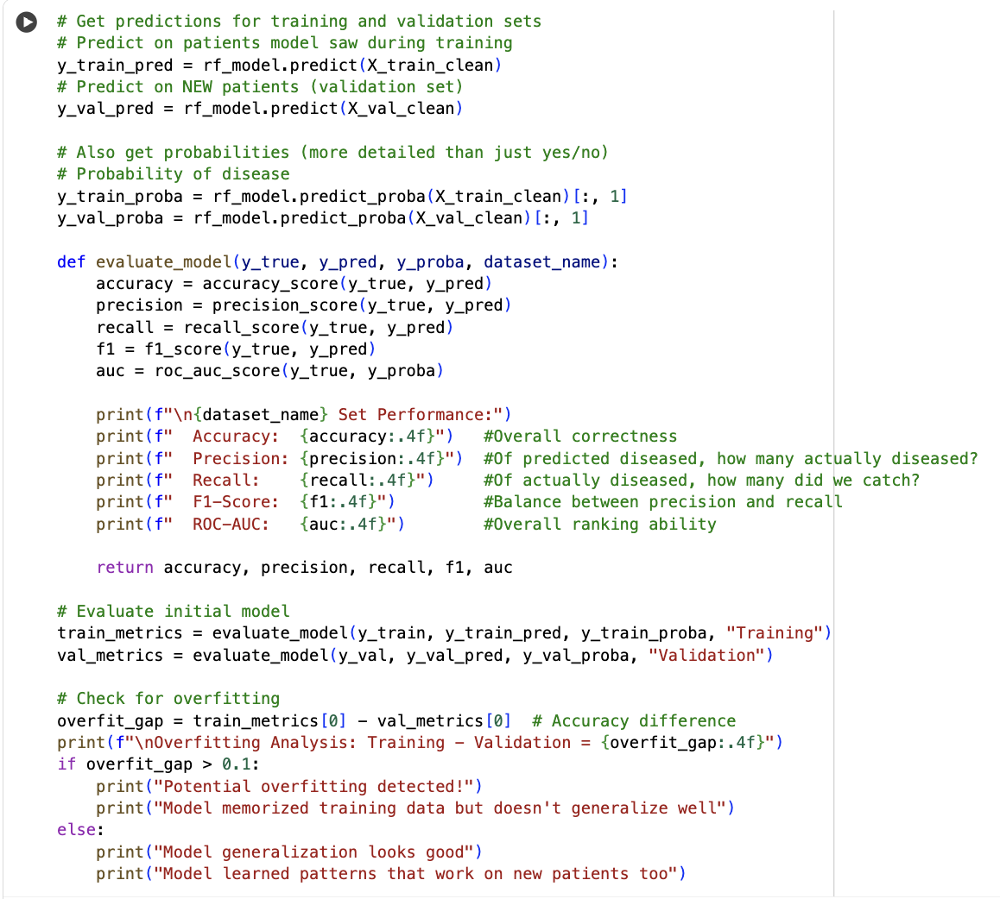 # Get predictions for training and validation sets
# Predict on patients model saw during training
y_train_pred = rf_model.predict(X_train_clean)
# Predict on NEW patients (validation set)
y_val_pred = rf_model.predict(X_val_clean)

# Also get probabilities (more detailed than just yes/no)
# Probability of disease
y_train_proba = rf_model.predict_proba(X_train_clean)[:, 1]
y_val_proba = rf_model.predict_proba(X_val_clean)[:, 1]

def evaluate_model(y_true, y_pred, y_proba, dataset_name):
    accuracy = accuracy_score(y_true, y_pred)
    precision = precision_score(y_true, y_pred)
    recall = recall_score(y_true, y_pred)
    f1 = f1_score(y_true, y_pred)
    auc = roc_auc_score(y_true, y_proba)

    print(f"\n{dataset_name} Set Performance:")
    print(f"  Accuracy:  {accuracy:.4f}")   #Overall correctness
    print(f"  Precision: {precision:.4f}")  #Of predicted diseased, how many actually diseased?
    print(f"  Recall:    {recall:.4f}")     #Of actually diseased, how many did we catch?
    print(f"  F1-Score:  {f1:.4f}")         #Balance between precision and recall
    print(f"  ROC-AUC:   {auc:.4f}")        #Overall ranking ability

    return accuracy, precision, recall, f1, auc

# Evaluate initial model
train_metrics = evaluate_model(y_train, y_train_pred, y_train_proba, "Training")
val_metrics = evaluate_model(y_val, y_val_pred, y_val_proba, "Validation")

# Check for overfitting
overfit_gap = train_metrics[0] - val_metrics[0]  # Accuracy difference
print(f"\nOverfitting Analysis: Training - Validation = {overfit_gap:.4f}")
if overfit_gap > 0.1:
    print("Potential overfitting detected!")
    print("Model memorized training data but doesn't generalize well")
else:
    print("Model generalization looks good")
    print("Model learned patterns that work on new patients too")